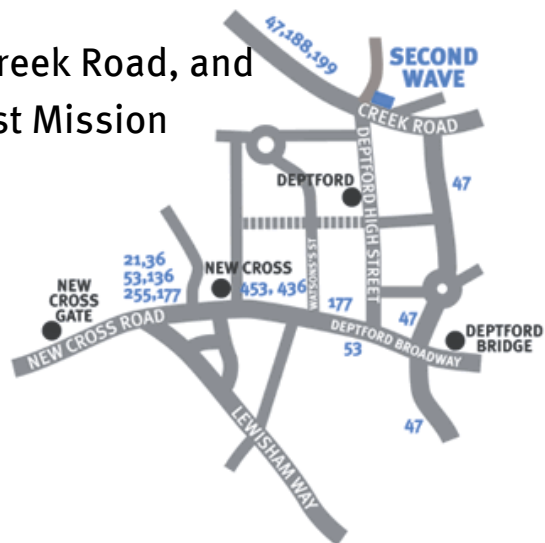 reek Road, and
st Mission
47,188,199
SECOND
WAVE
CREEK ROAD
DEPTFORD
DEPTFORD HIGH STREET
47
WATSONS'S ST
21,36
53,136
255,177
NEW CROSS
453, 436
177
NEW
CROSS
GATE
NEW CROSS ROAD
DEPTFORD BROADWAY
47
53
DEPTFORD
BRIDGE
LEWISHAM WAY
47